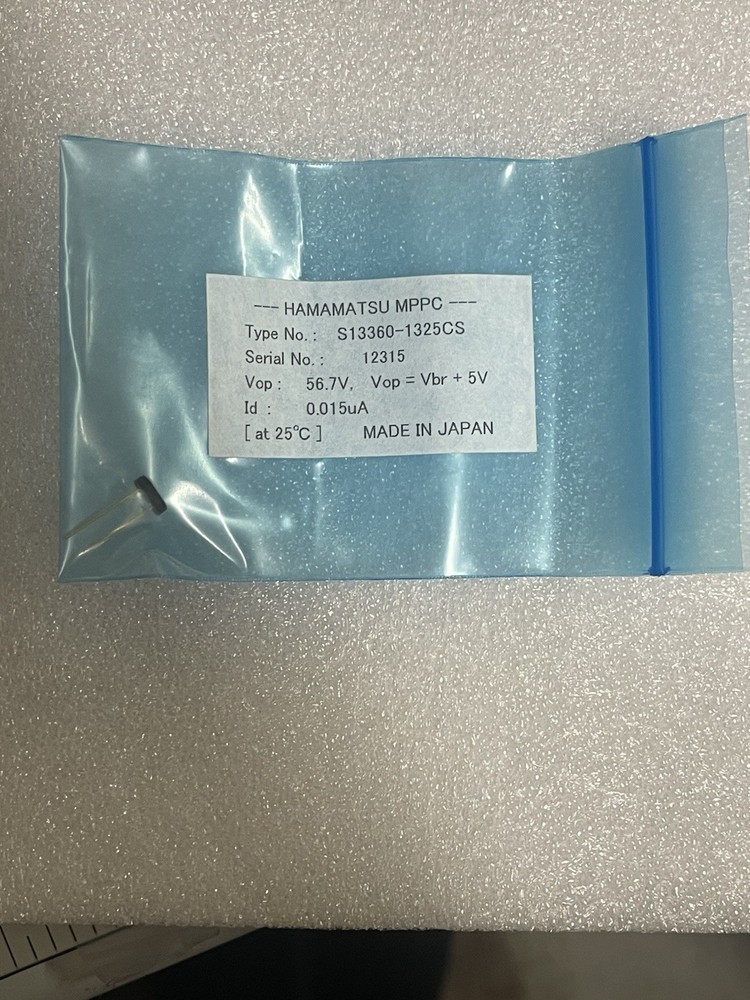 --- HAMAMATSU MPPC ---
Type No. : S13360-1325CS
Serial No. : 12315
Vop : 56.7V, Vop = Vbr + 5V
Id : 0.015uA
[ at 25℃ ] MADE IN JAPAN